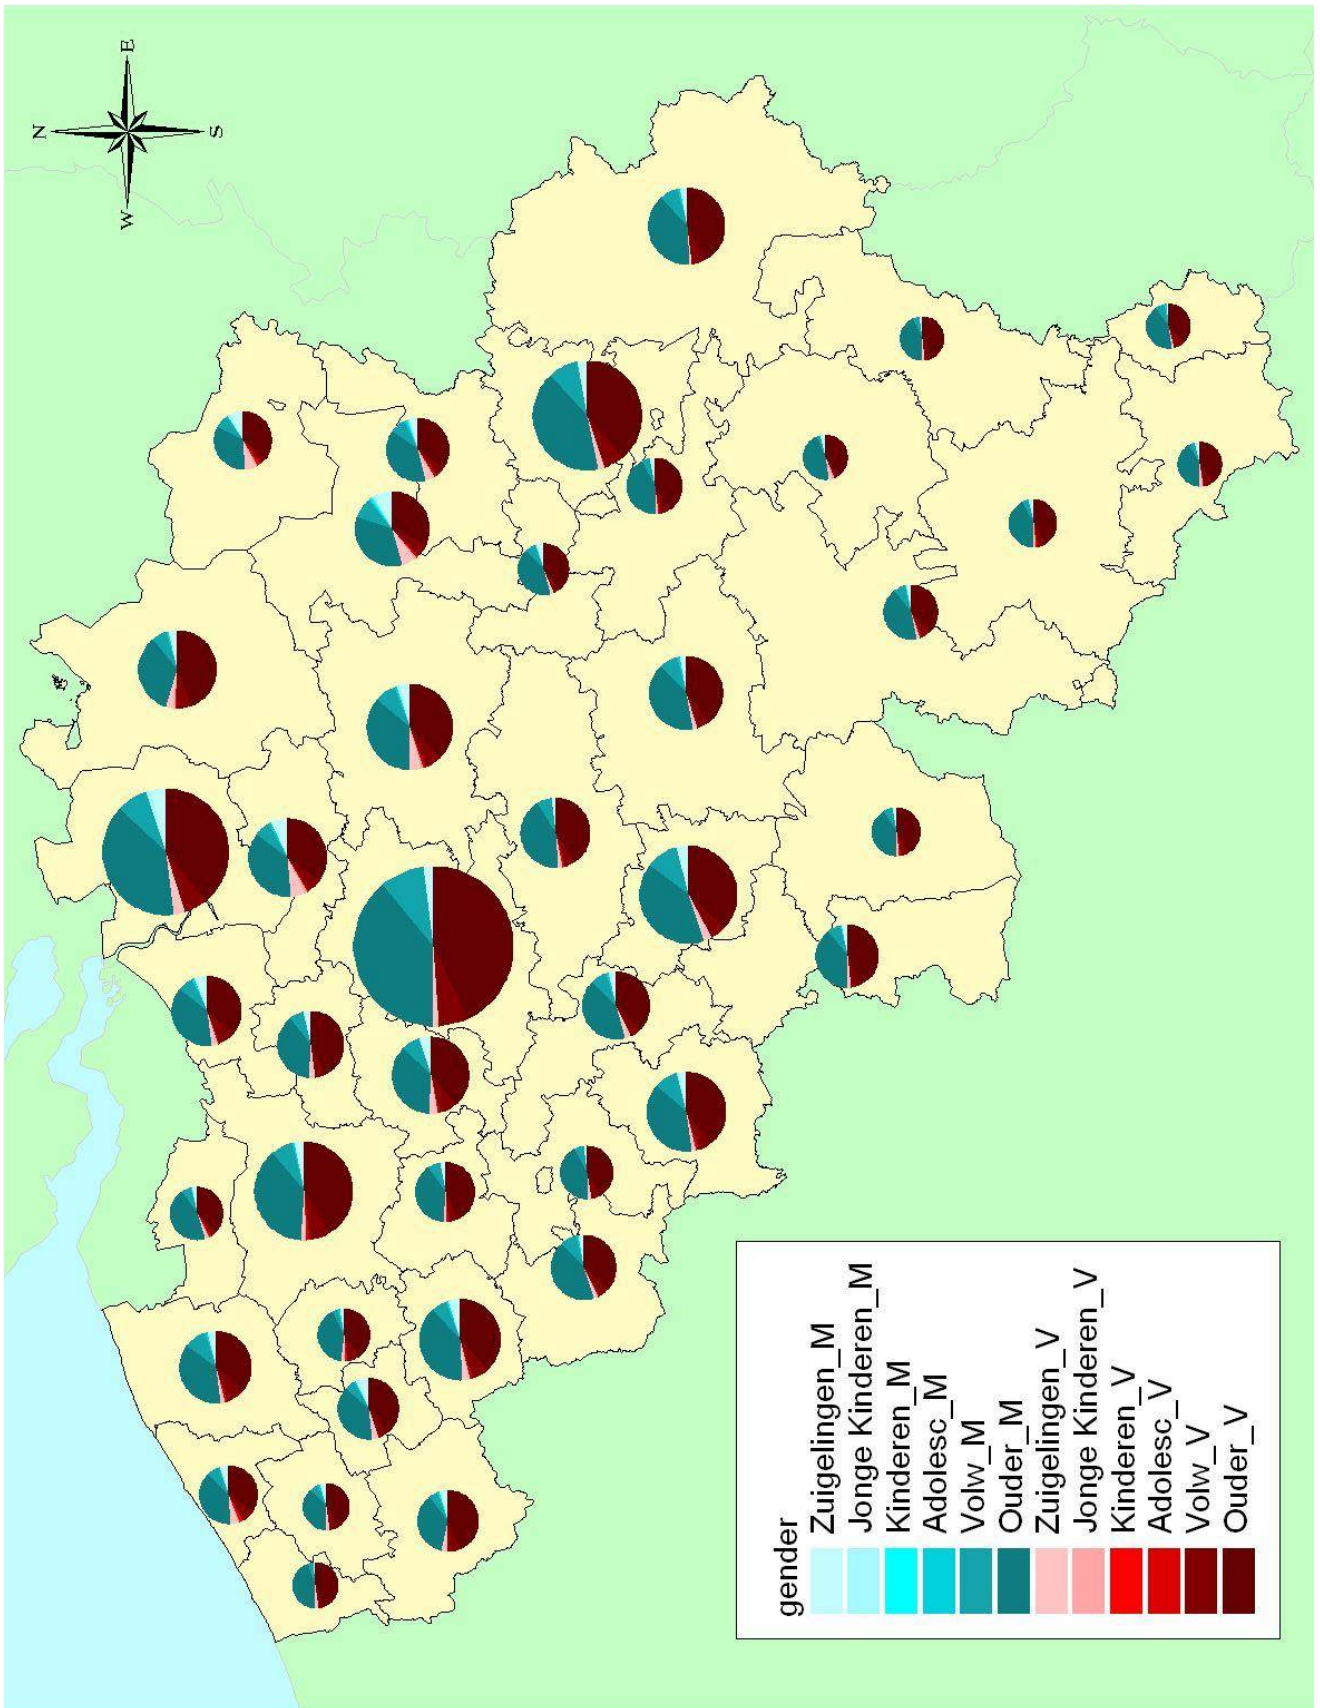 N
E
S
W
gender
Zuigelingen_M
Jonge Kinderen_M
Kinderen_M
Adolesc_M
Volw_M
Ouder_M
Zuigelingen_V
Jonge Kinderen_V
Kinderen_V
Adolesc_V
Volw_V
Ouder_V